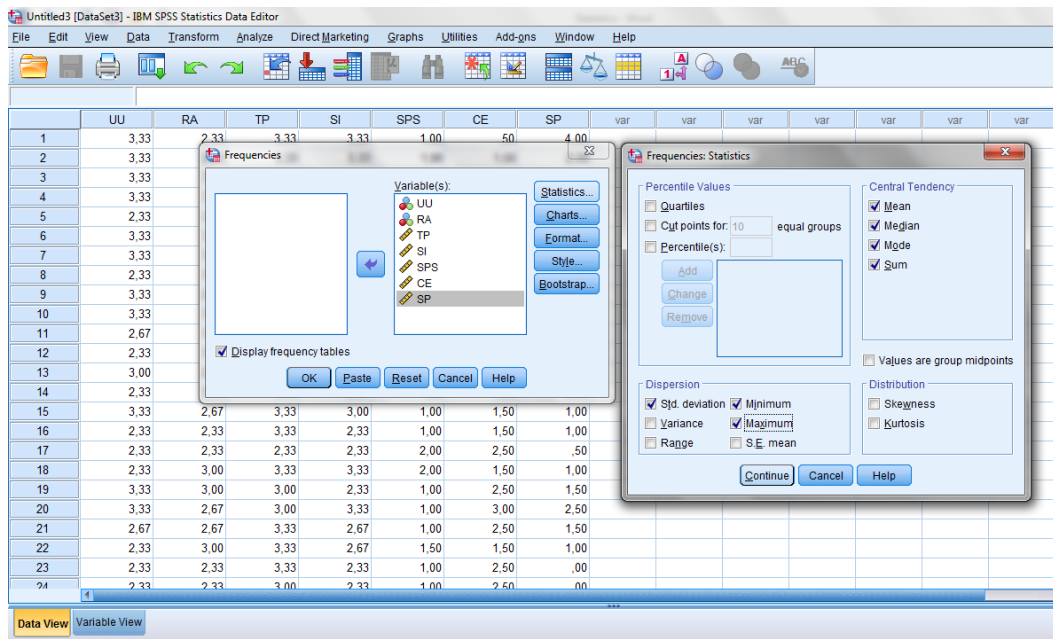 Untitled3 [DataSet3] - IBM SPSS Statistics Data Editor
File Edit View Data Transform Analyze Direct Marketing Graphs Utilities Add-ons Window Help
UU RA TP SI SPS CE SP var var var var var var var
1 3,33 2,33 3,33 3,33 1,00 ,50 4,00
2 3,33
3 3,33
4 3,33
5 2,33
6 3,33
7 3,33
8 2,33
9 3,33
10 3,33
11 2,67
12 2,33
13 3,00
14 2,33
15 3,33 2,67 3,33 3,00 1,00 1,50 1,00
16 2,33 2,33 3,33 2,33 1,00 1,50 1,00
17 2,33 2,33 2,33 2,33 2,00 2,50 ,50
18 2,33 3,00 3,33 3,33 2,00 1,50 1,00
19 3,33 3,00 3,00 2,33 1,00 2,50 1,50
20 3,33 2,67 3,00 3,33 1,00 3,00 2,50
21 2,67 2,67 3,33 2,67 1,00 2,50 1,50
22 2,33 3,00 3,33 2,67 1,50 1,50 1,00
23 2,33 2,33 3,33 2,33 1,00 2,50 ,00
24 2,33 2,33 3,00 2,33 1,00 2,50 ,00
Frequencies
Variable(s):
UU
RA
TP
SI
SPS
CE
SP
Statistics...
Charts...
Format...
Style...
Bootstrap...
Display frequency tables
OK Paste Reset Cancel Help
Frequencies: Statistics
Percentile Values
Quartiles
Cut points for: 10 equal groups
Percentile(s):
Add
Change
Remove
Central Tendency
Mean
Median
Mode
Sum
Values are group midpoints
Dispersion
Std. deviation Minimum
Variance Maximum
Range S.E. mean
Distribution
Skewness
Kurtosis
Continue Cancel Help
Data View Variable View